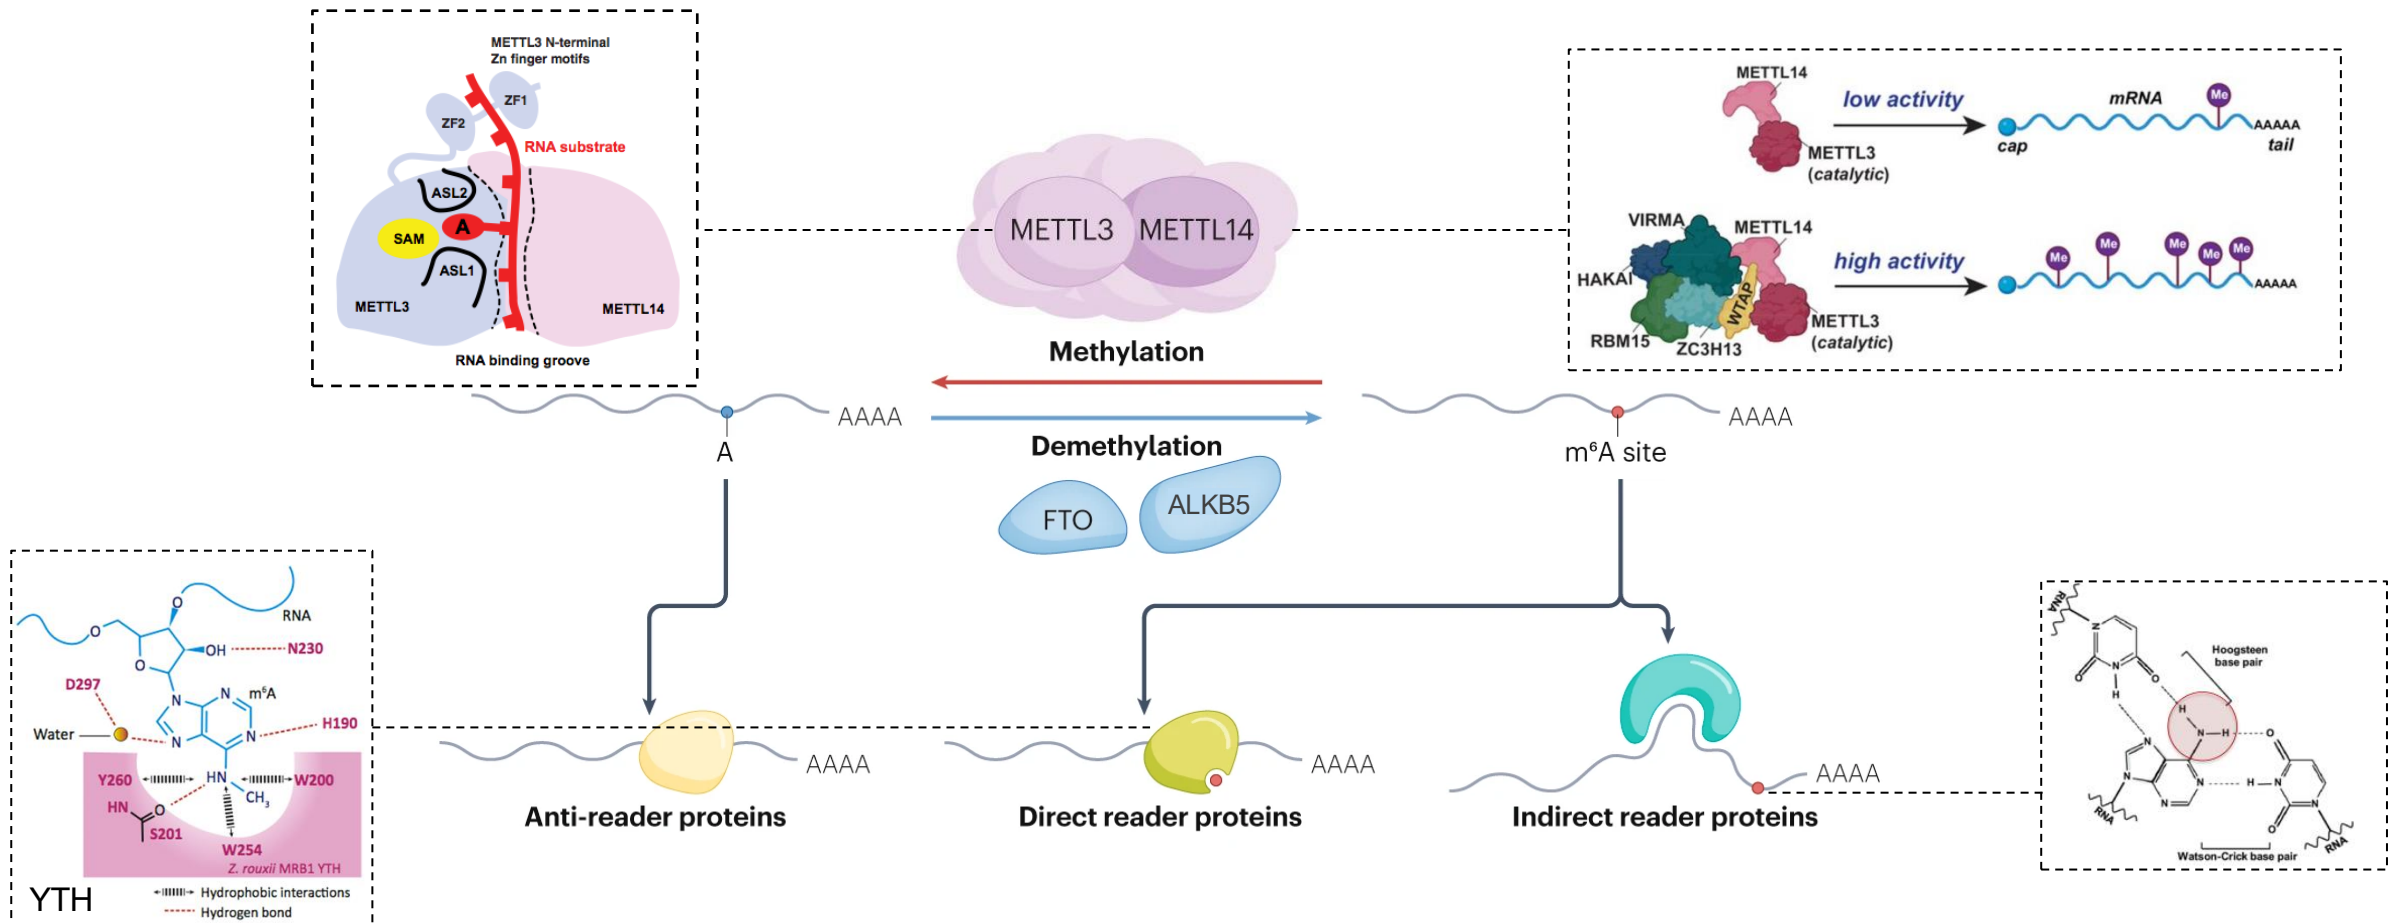 METTL3 N-terminal
Zn finger motifs
ZF1
ZF2
RNA substrate
ASL2
A
SAM
ASL1
METTL3
METTL14
RNA binding groove
METTL3
METTL14
Methylation
Demethylation
FTO
ALKB5
METTL14
low activity
mRNA
Me
AAAAA
cap
tail
METTL3
(catalytic)
VIRMA
METTL14
HAKAI
high activity
Me
Me
Me
Me
Me
AAAAA
WTAP
METTL3
(catalytic)
RBM15
ZC3H13
AAAA
A
AAAA
m⁶A site
O
RNA
O
OH
N230
O
D297
N
N
m⁶A
H190
Water
N
N
Y260
HN
W200
CH₃
HN
O
S201
W254
Z. rouxii MRB1 YTH
Hydrophobic interactions
Hydrogen bond
YTH
AAAA
Anti-reader proteins
AAAA
Direct reader proteins
AAAA
Indirect reader proteins
RNA
N
Hoogsteen
base pair
O
N
O
H
H
N
N
H
O
N
N
N
H
N
N
N
O
RNA
RNA
Watson-Crick base pair